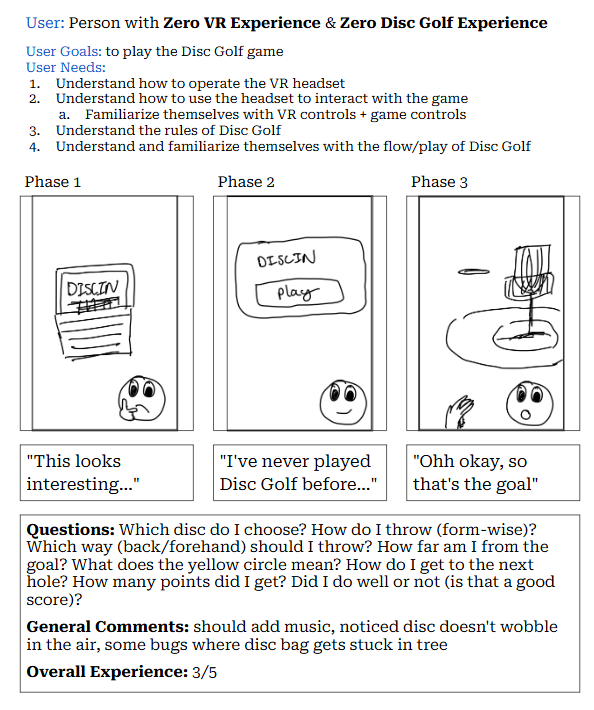 User: Person with Zero VR Experience & Zero Disc Golf Experience
User Goals: to play the Disc Golf game
User Needs:
1. Understand how to operate the VR headset
2. Understand how to use the headset to interact with the game
a. Familiarize themselves with VR controls + game controls
3. Understand the rules of Disc Golf
4. Understand and familiarize themselves with the flow/play of Disc Golf
Phase 1
Phase 2
Phase 3
DISCIN
DISCIN
play
"This looks
interesting..."
"I've never played
Disc Golf before..."
"Ohh okay, so
that's the goal"
Questions: Which disc do I choose? How do I throw (form-wise)?
Which way (back/forehand) should I throw? How far am I from the
goal? What does the yellow circle mean? How do I get to the next
hole? How many points did I get? Did I do well or not (is that a good
score)?
General Comments: should add music, noticed disc doesn't wobble
in the air, some bugs where disc bag gets stuck in tree
Overall Experience: 3/5